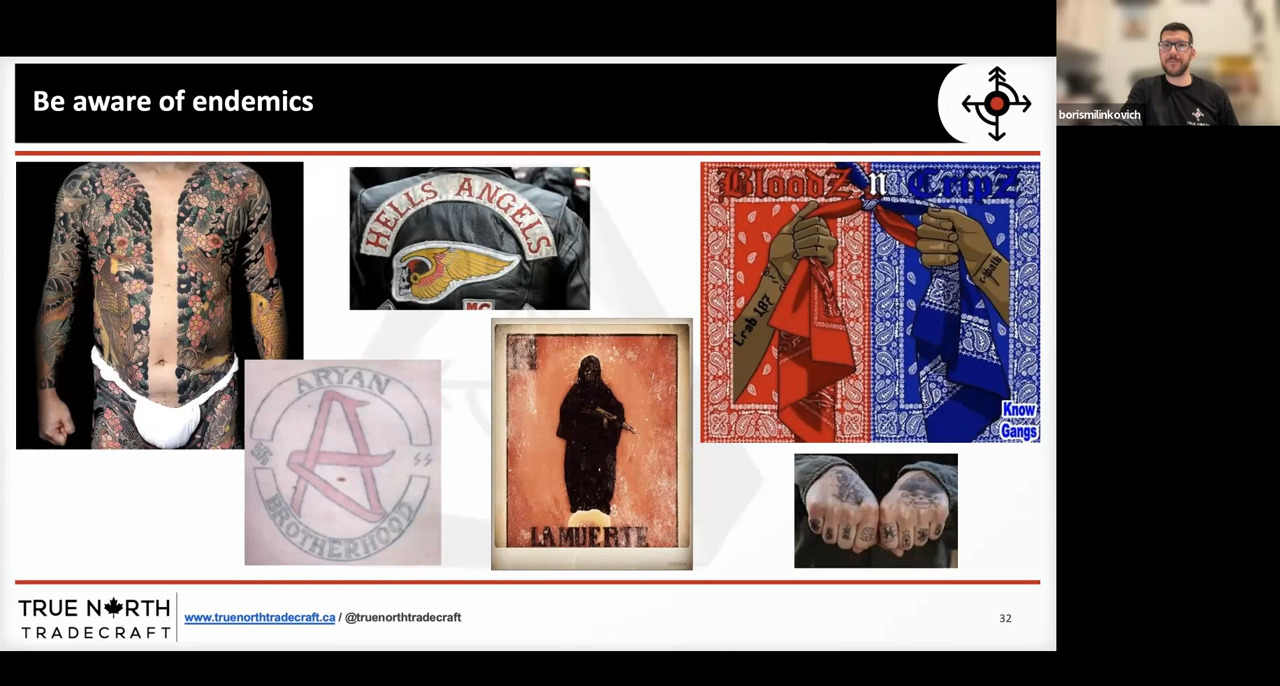 Be aware of endemics
borismilinkovich
HELLS ANGELS
MC
BloodZ n CripZ
Crab 187
Know
Gangs
ARYAN
BROTHERHOOD
LA MUERTE
TRUE NORTH
TRADECRAFT
www.truenorthtradecraft.ca / @truenorthtradecraft
32